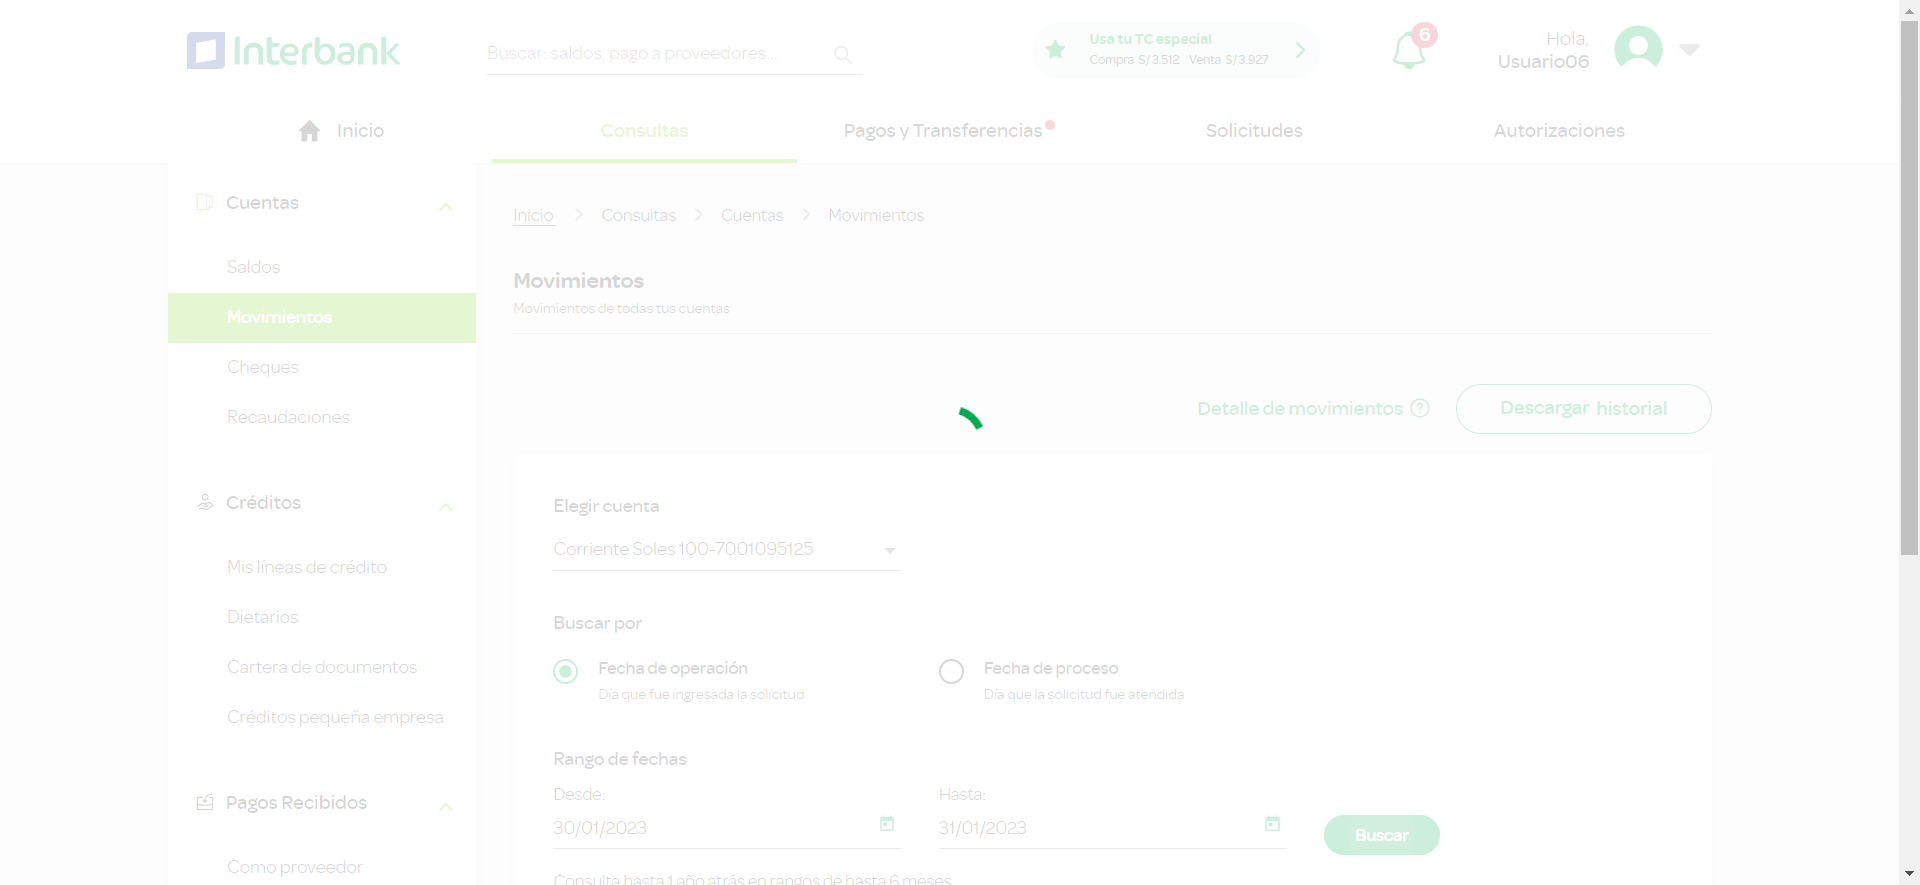 Interbank
Buscar: saldos, pago a proveedores...
Usa tu TC especial
Compra S/3.512 Venta S/3.927
6
Hola,
Usuario06
Inicio
Consultas
Pagos y Transferencias
Solicitudes
Autorizaciones
Cuentas
Saldos
Movimientos
Cheques
Recaudaciones
Créditos
Mis líneas de crédito
Dietarios
Cartera de documentos
Créditos pequeña empresa
Pagos Recibidos
Como proveedor
Inicio > Consultas > Cuentas > Movimientos
Movimientos
Movimientos de todas tus cuentas
Detalle de movimientos ?
Descargar historial
Elegir cuenta
Corriente Soles 100-7001095125
Buscar por
Fecha de operación
Día que fue ingresada la solicitud
Fecha de proceso
Día que la solicitud fue atendida
Rango de fechas
Desde:
30/01/2023
Hasta:
31/01/2023
Buscar
Consulta hasta 1 año atrás en rangos de hasta 6 meses